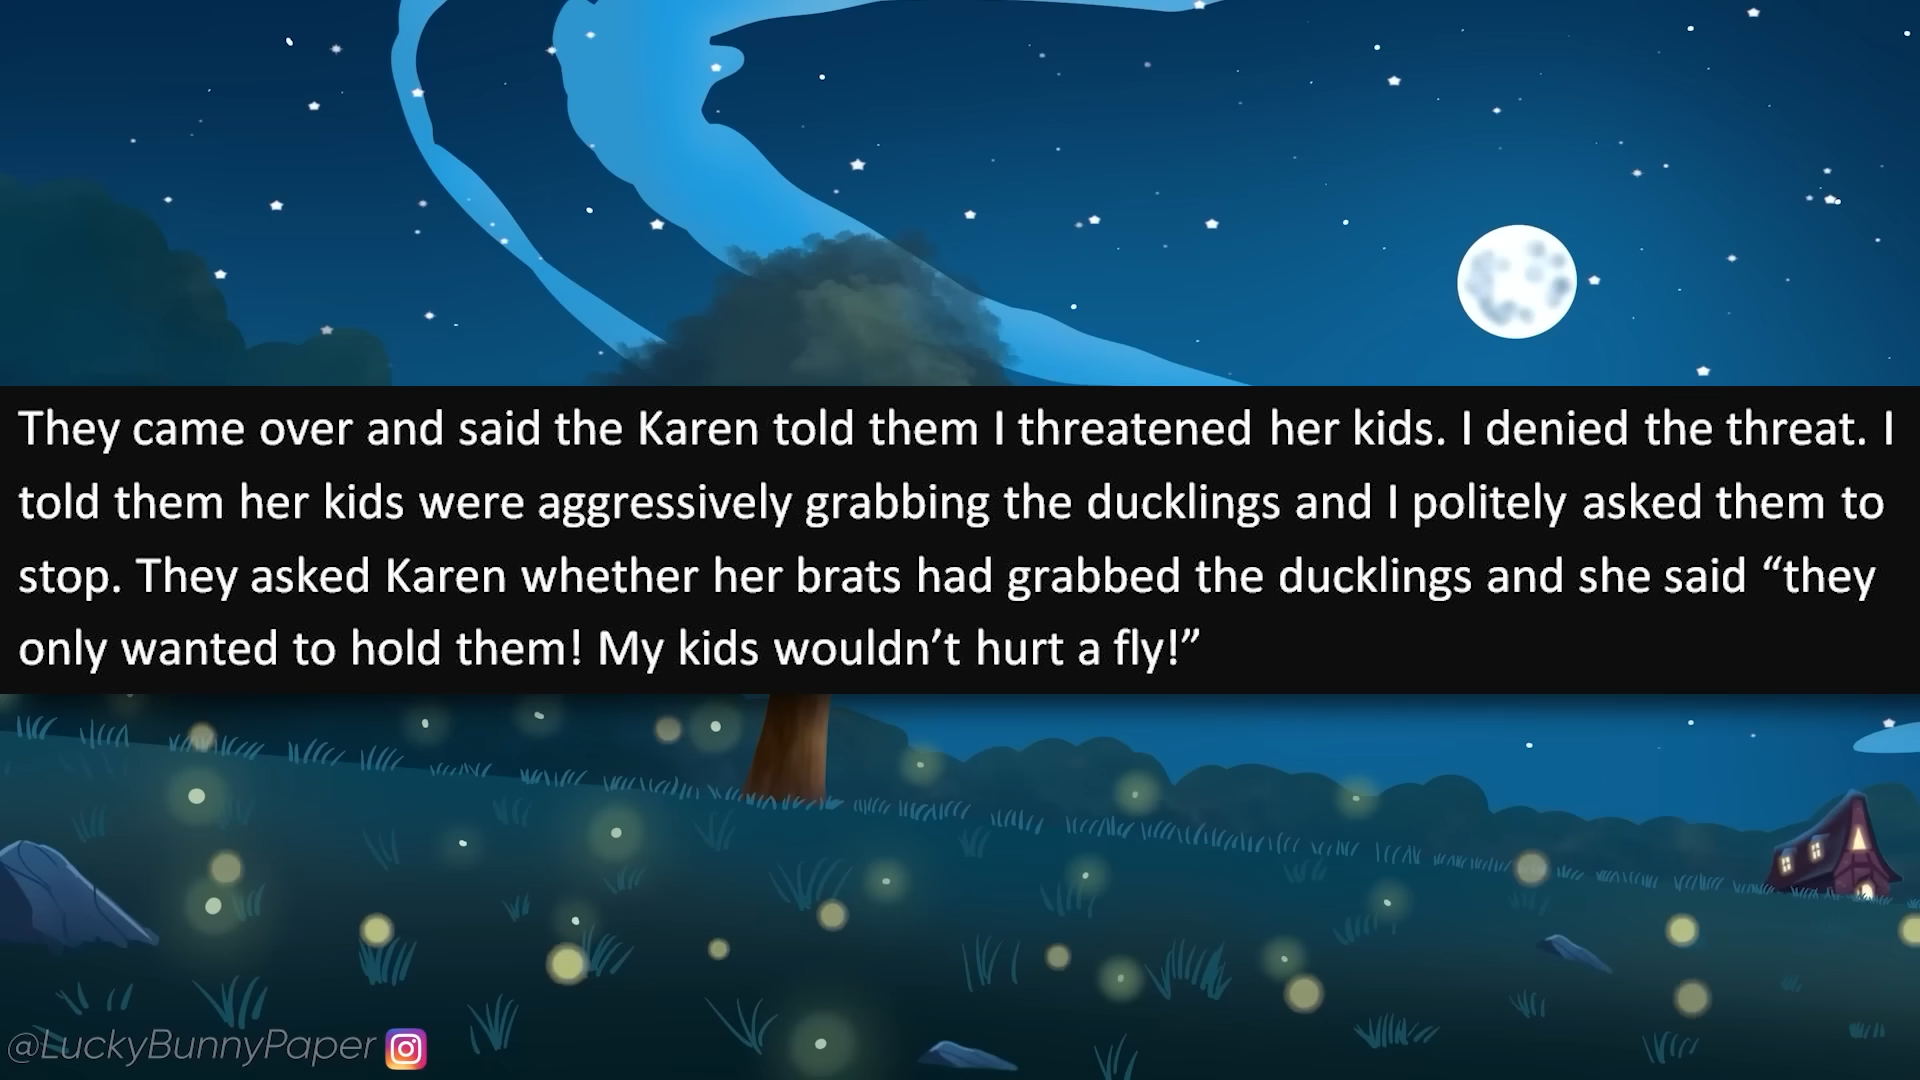 They came over and said the Karen told them I threatened her kids. I denied the threat. I
told them her kids were aggressively grabbing the ducklings and I politely asked them to
stop. They asked Karen whether her brats had grabbed the ducklings and she said “they
only wanted to hold them! My kids wouldn’t hurt a fly!”
@LuckyBunnyPaper